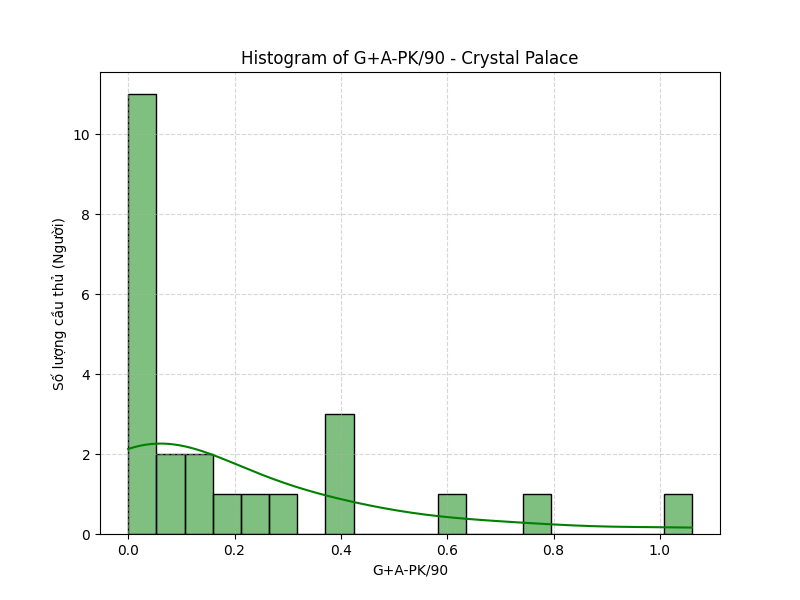 Histogram of G+A-PK/90 - Crystal Palace
Số lượng cầu thủ (Người)
10
8
6
4
2
0
0.0 0.2 0.4 0.6 0.8 1.0
G+A-PK/90